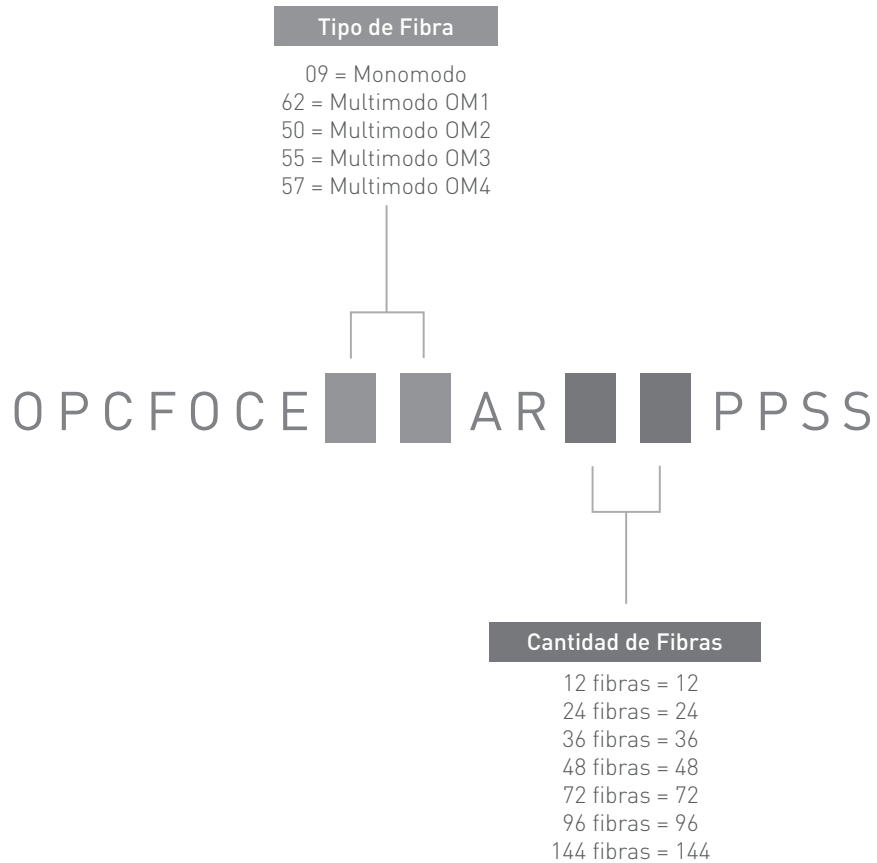 Tipo de Fibra
09 = Monomodo
62 = Multimodo OM1
50 = Multimodo OM2
55 = Multimodo OM3
57 = Multimodo OM4
OPCFOCE AR PPSS
Cantidad de Fibras
12 fibras = 12
24 fibras = 24
36 fibras = 36
48 fibras = 48
72 fibras = 72
96 fibras = 96
144 fibras = 144